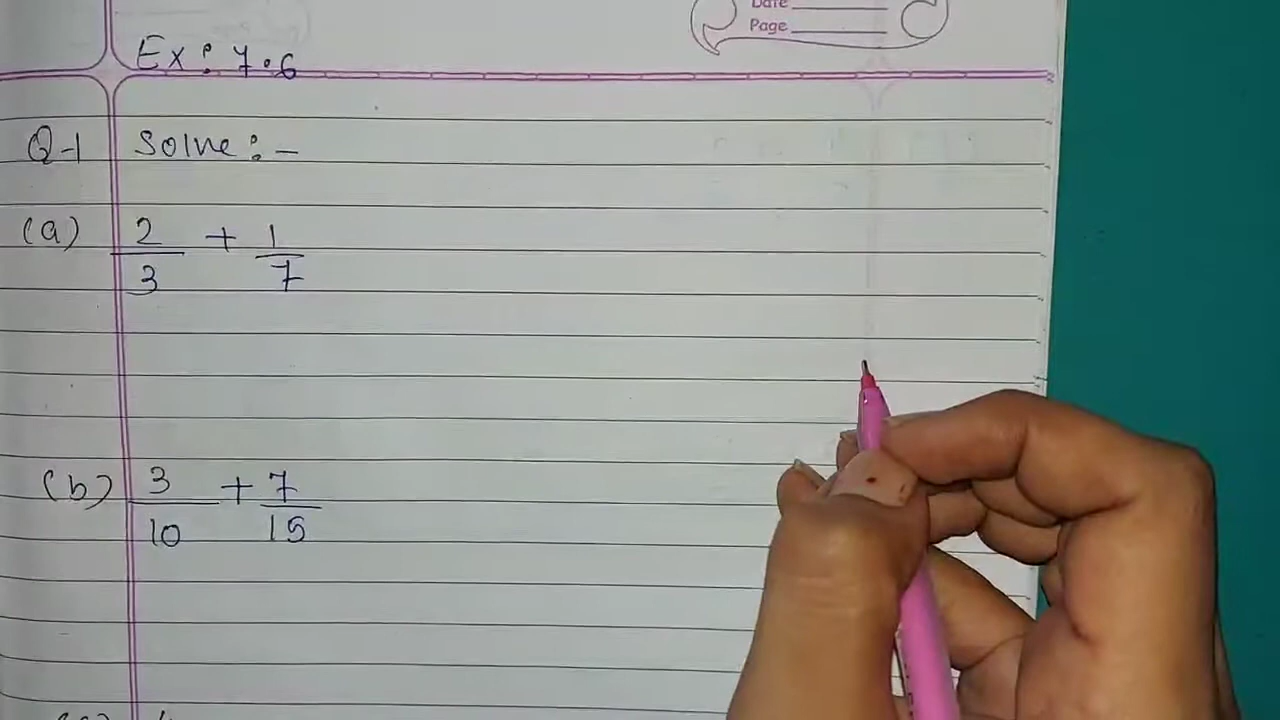 Date
Page
Ex: 7.6
Q-1 Solve:-
(a) 2/3 + 1/7
(b) 3/10 + 7/15